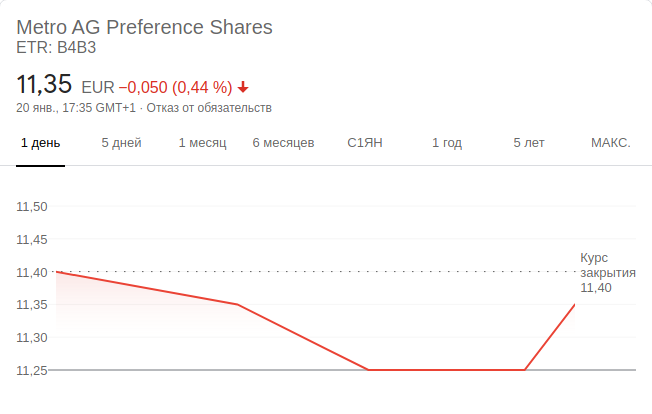 Metro AG Preference Shares
ETR: B4B3
11,35 EUR −0,050 (0,44 %)
20 янв., 17:35 GMT+1 · Отказ от обязательств
1 день 5 дней 1 месяц 6 месяцев С1ЯН 1 год 5 лет МАКС.
11,50
11,45
11,40
11,35
11,30
11,25
Курс
закрытия
11,40